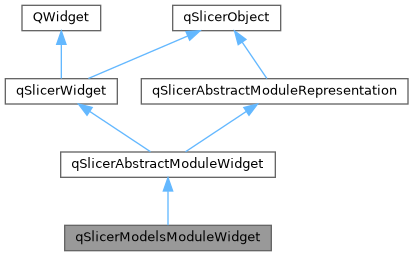 QWidget
qSlicerObject
qSlicerWidget
qSlicerAbstractModuleRepresentation
qSlicerAbstractModuleWidget
qSlicerModelsModuleWidget